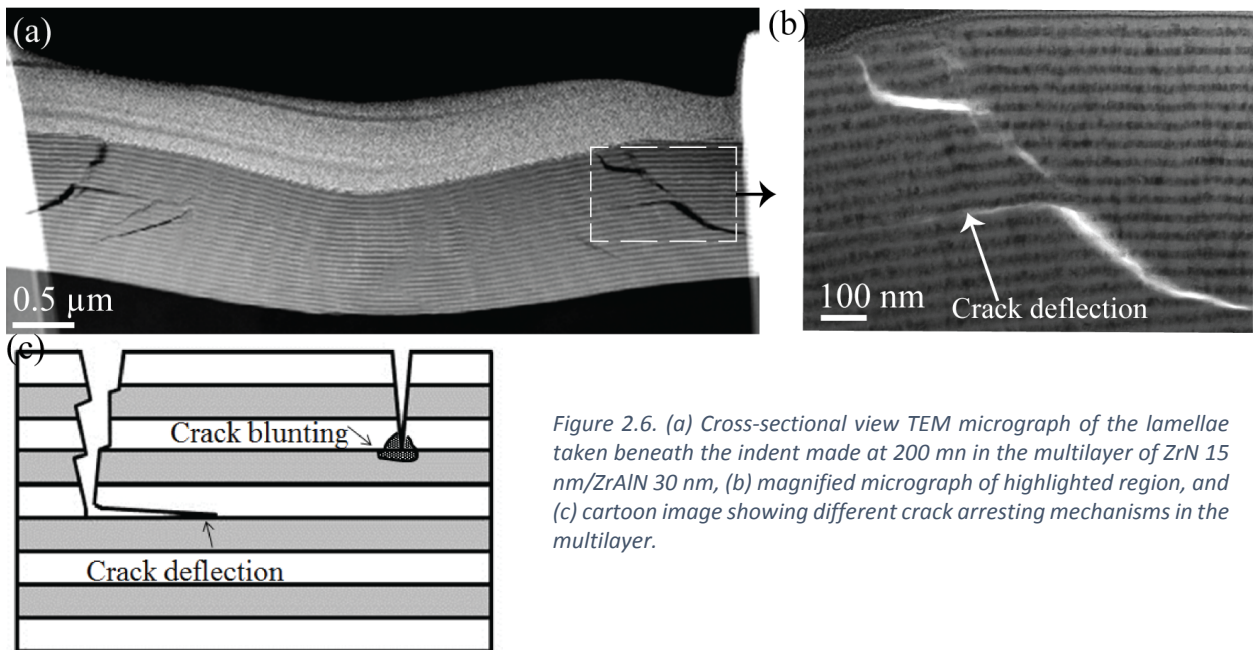 (a)
0.5 µm
(b)
100 nm
Crack deflection
(c)
Crack blunting
Crack deflection
Figure 2.6. (a) Cross-sectional view TEM micrograph of the lamellae
taken beneath the indent made at 200 mn in the multilayer of ZrN 15
nm/ZrAlN 30 nm, (b) magnified micrograph of highlighted region, and
(c) cartoon image showing different crack arresting mechanisms in the
multilayer.